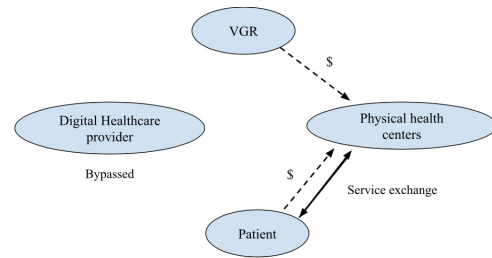 VGR
$
Digital Healthcare
provider
Physical health
centers
Bypassed
$
Service exchange
Patient